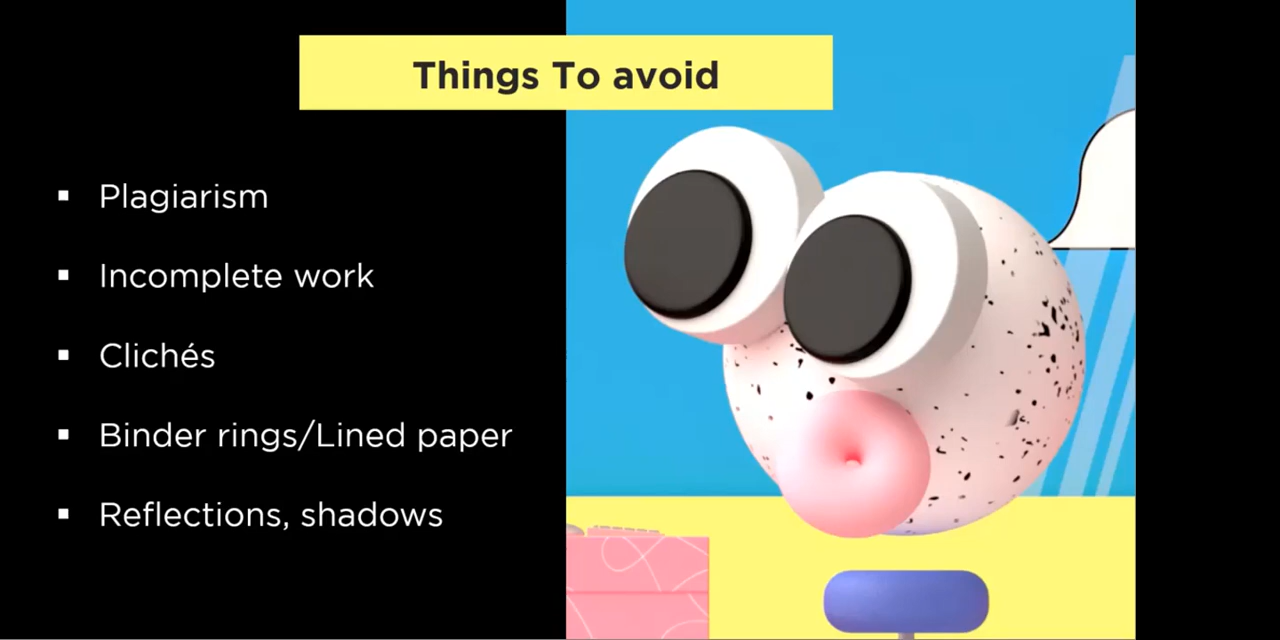 Things To avoid
▪ Plagiarism
▪ Incomplete work
▪ Clichés
▪ Binder rings/Lined paper
▪ Reflections, shadows